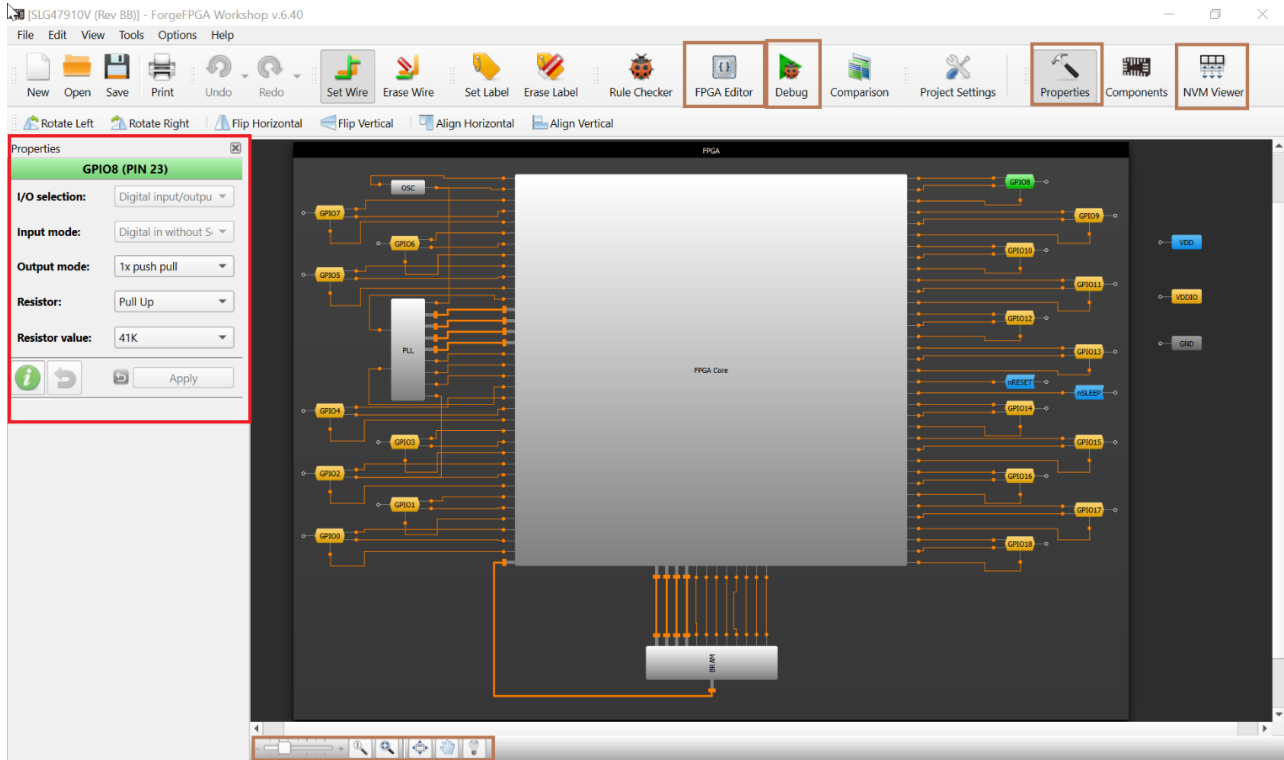 [SLG47910V (Rev BB)] - ForgeFPGA Workshop v.6.40
File Edit View Tools Options Help
New Open Save Print Undo Redo Set Wire Erase Wire Set Label Erase Label Rule Checker FPGA Editor Debug Comparison Project Settings Properties Components NVM Viewer
Rotate Left Rotate Right Flip Horizontal Flip Vertical Align Horizontal Align Vertical
Properties
GPIO8 (PIN 23)
I/O selection: Digital input/outpu
Input mode: Digital in without S
Output mode: 1x push pull
Resistor: Pull Up
Resistor value: 41K
Apply
FPGA
OSC
GPIO7
GPIO6
GPIO5
PLL
GPIO4
GPIO3
GPIO2
GPIO1
GPIO0
FPGA Core
BRAM
GPIO8
GPIO9
GPIO10
GPIO11
GPIO12
GPIO13
nRESET
nSLEEP
GPIO14
GPIO15
GPIO16
GPIO17
GPIO18
VDD
VDDIO
GND